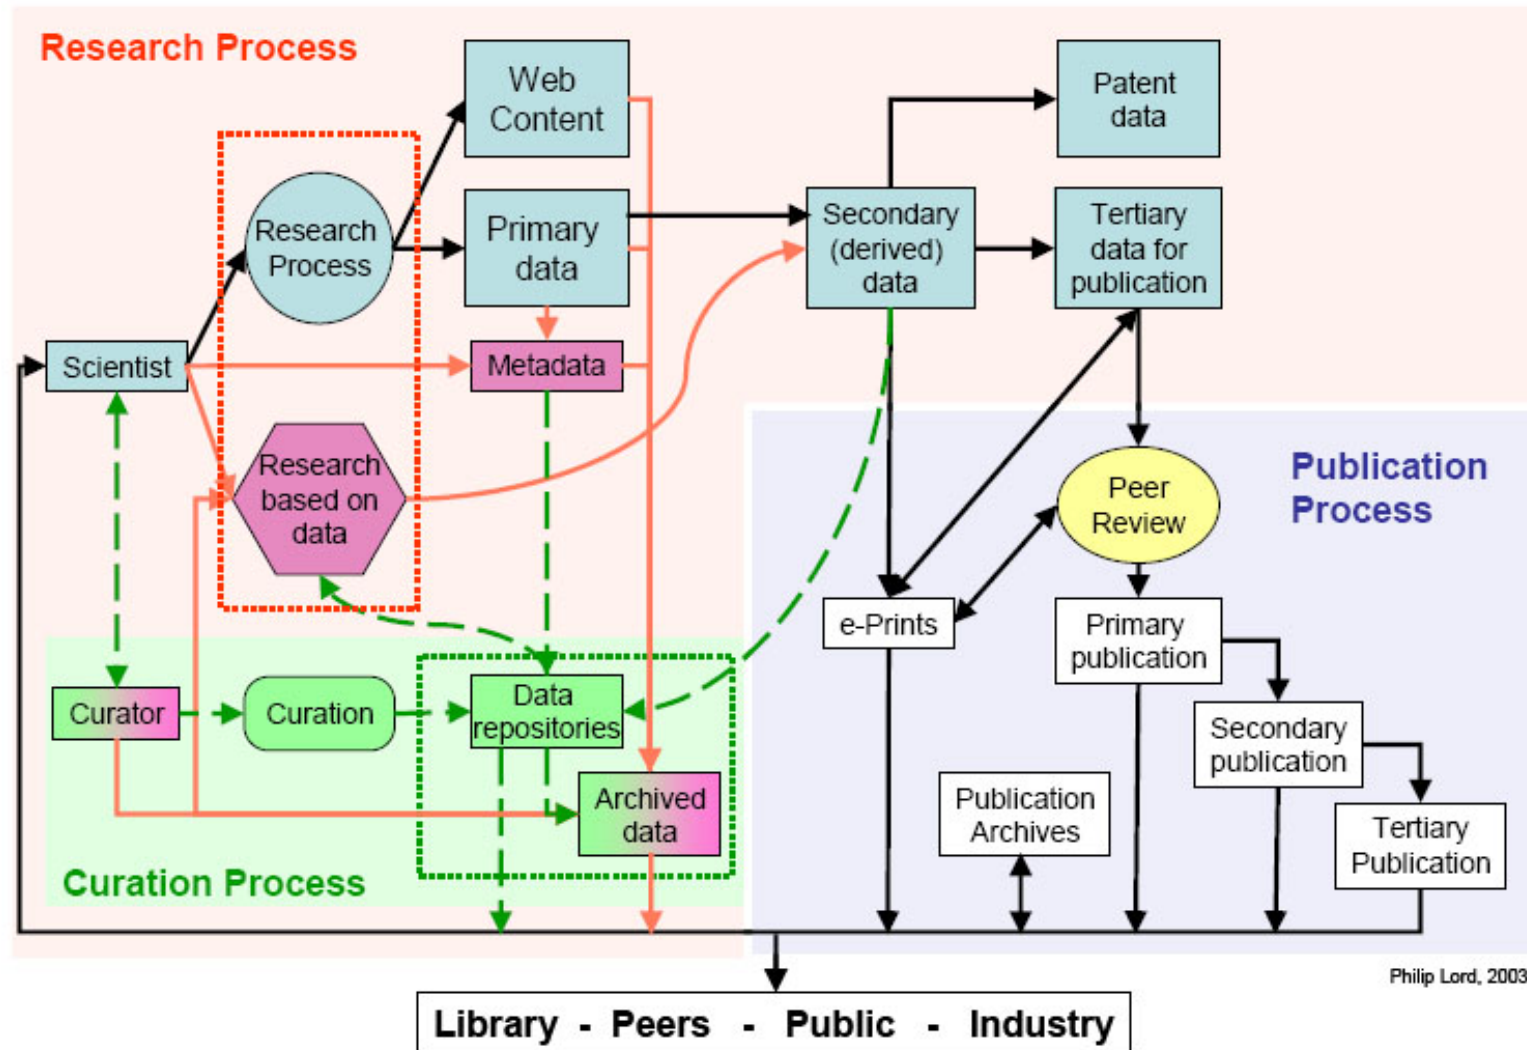 Research Process
Web
Content
Patent
data
Research
Process
Primary
data
Secondary
(derived)
data
Tertiary
data for
publication
Scientist
Metadata
Research
based on
data
Publication
Process
Peer
Review
e-Prints
Primary
publication
Curator
Curation
Data
repositories
Secondary
publication
Archived
data
Publication
Archives
Tertiary
Publication
Curation Process
Philip Lord, 2003
Library - Peers - Public - Industry